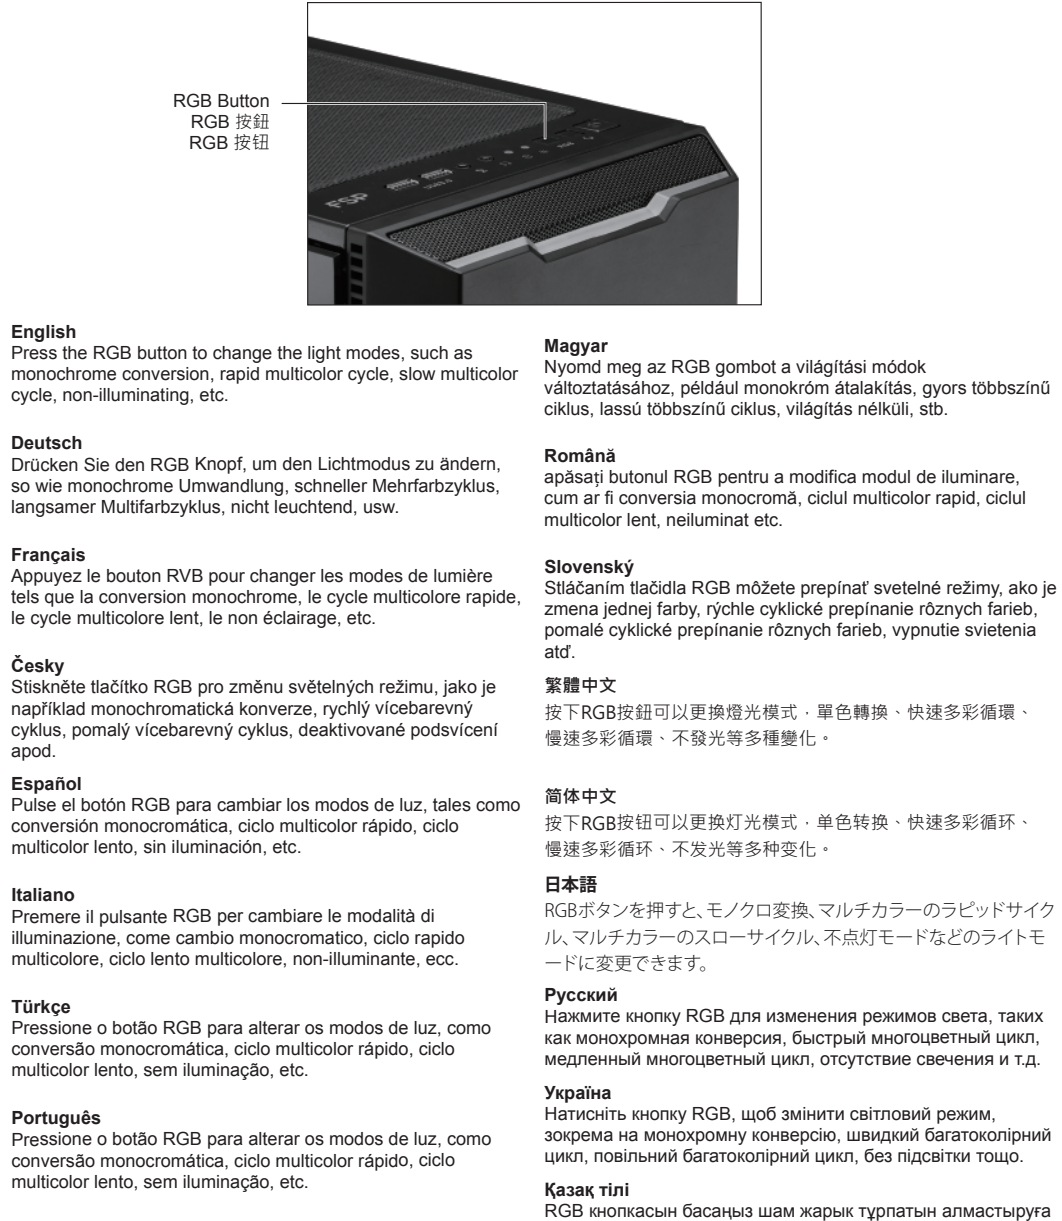 RGB Button
RGB 按鈕
RGB 按钮
FSP
USB3.0
RGB
English
Press the RGB button to change the light modes, such as
monochrome conversion, rapid multicolor cycle, slow multicolor
cycle, non-illuminating, etc.
Deutsch
Drücken Sie den RGB Knopf, um den Lichtmodus zu ändern,
so wie monochrome Umwandlung, schneller Mehrfarbzyklus,
langsamer Multifarbzyklus, nicht leuchtend, usw.
Français
Appuyez le bouton RVB pour changer les modes de lumière
tels que la conversion monochrome, le cycle multicolore rapide,
le cycle multicolore lent, le non éclairage, etc.
Česky
Stiskněte tlačítko RGB pro změnu světelných režimu, jako je
například monochromatická konverze, rychlý vícebarevný
cyklus, pomalý vícebarevný cyklus, deaktivované podsvícení
apod.
Español
Pulse el botón RGB para cambiar los modos de luz, tales como
conversión monocromática, ciclo multicolor rápido, ciclo
multicolor lento, sin iluminación, etc.
Italiano
Premere il pulsante RGB per cambiare le modalità di
illuminazione, come cambio monocromatico, ciclo rapido
multicolore, ciclo lento multicolore, non-illuminante, ecc.
Türkçe
Pressione o botão RGB para alterar os modos de luz, como
conversão monocromática, ciclo multicolor rápido, ciclo
multicolor lento, sem iluminação, etc.
Português
Pressione o botão RGB para alterar os modos de luz, como
conversão monocromática, ciclo multicolor rápido, ciclo
multicolor lento, sem iluminação, etc.
Magyar
Nyomd meg az RGB gombot a világítási módok
változtatásához, például monokróm átalakítás, gyors többszínű
ciklus, lassú többszínű ciklus, világítás nélküli, stb.
Română
apăsați butonul RGB pentru a modifica modul de iluminare,
cum ar fi conversia monocromă, ciclul multicolor rapid, ciclul
multicolor lent, neiluminat etc.
Slovenský
Stláčaním tlačidla RGB môžete prepínať svetelné režimy, ako je
zmena jednej farby, rýchle cyklické prepínanie rôznych farieb,
pomalé cyklické prepínanie rôznych farieb, vypnutie svietenia
atď.
繁體中文
按下RGB按鈕可以更換燈光模式，單色轉換、快速多彩循環、
慢速多彩循環、不發光等多種變化。
简体中文
按下RGB按钮可以更换灯光模式，单色转换、快速多彩循环、
慢速多彩循环、不发光等多种变化。
日本語
RGBボタンを押すと、モノクロ変換、マルチカラーのラピッドサイク
ル、マルチカラーのスローサイクル、不点灯モードなどのライトモ
ードに変更できます。
Русский
Нажмите кнопку RGB для изменения режимов света, таких
как монохромная конверсия, быстрый многоцветный цикл,
медленный многоцветный цикл, отсутствие свечения и т.д.
Україна
Натисніть кнопку RGB, щоб змінити світловий режим,
зокрема на монохромну конверсію, швидкий багатоколірний
цикл, повільний багатоколірний цикл, без підсвітки тощо.
Қазақ тілі
RGB кнопкасын басаңыз шам жарык тұрпатын алмастыруға